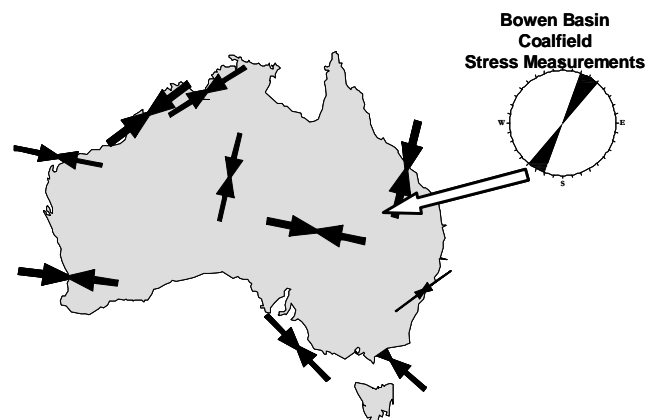 Bowen Basin
Coalfield
Stress Measurements
W
E
S